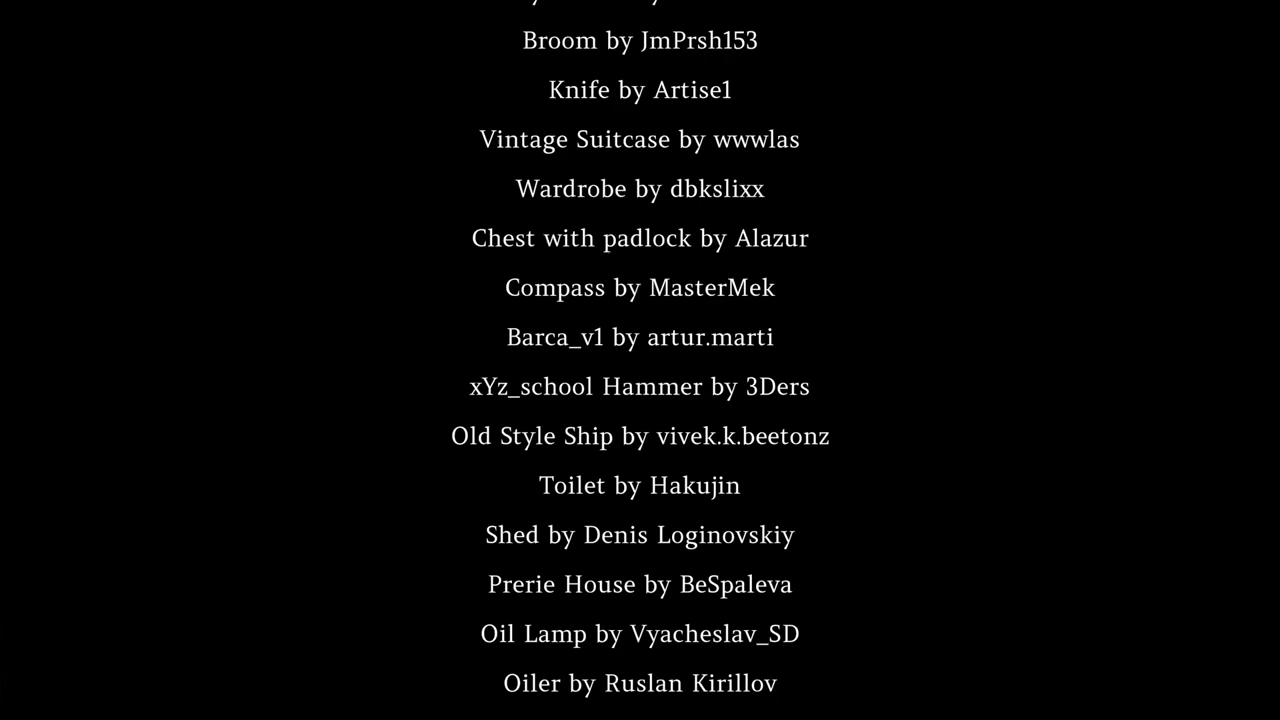 Broom by JmPrsh153
Knife by Artise1
Vintage Suitcase by wwwlas
Wardrobe by dbkslixx
Chest with padlock by Alazur
Compass by MasterMek
Barca_v1 by artur.marti
xYz_school Hammer by 3Ders
Old Style Ship by vivek.k.beetonz
Toilet by Hakujin
Shed by Denis Loginovskiy
Prerie House by BeSpaleva
Oil Lamp by Vyacheslav_SD
Oiler by Ruslan Kirillov